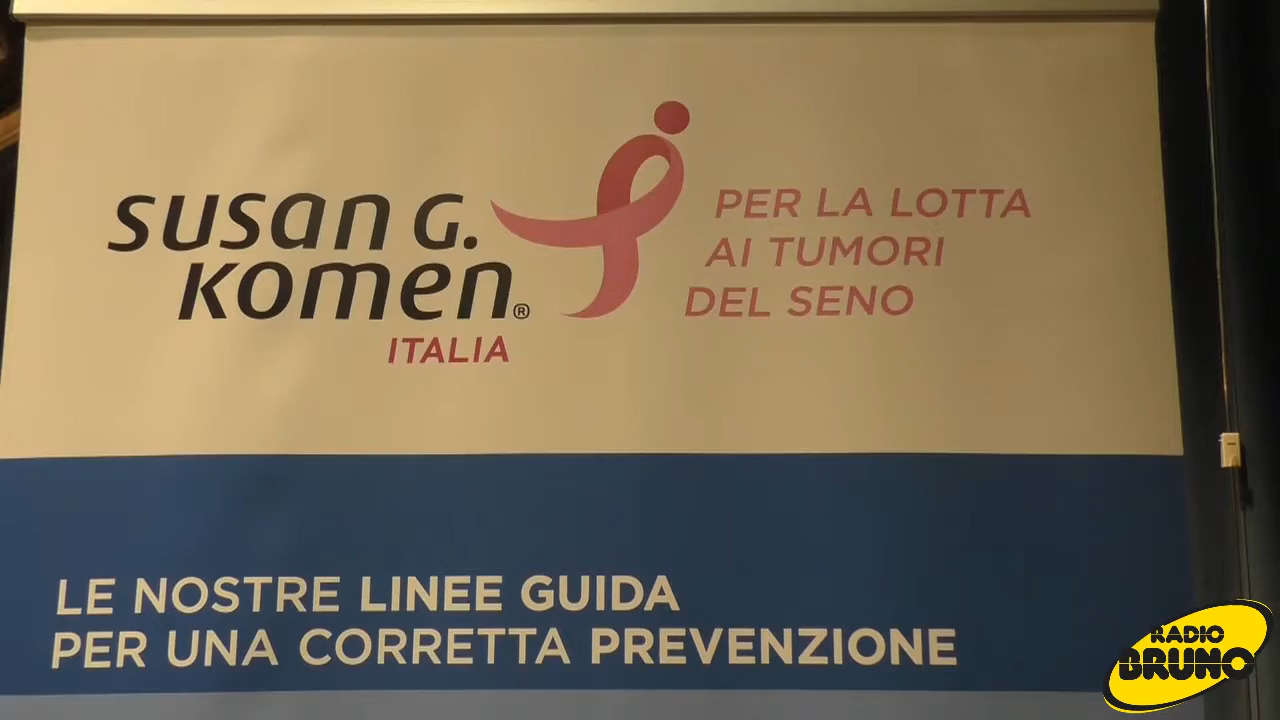 SUSAN G.
KOMEN®
ITALIA
PER LA LOTTA
AI TUMORI
DEL SENO
LE NOSTRE LINEE GUIDA
PER UNA CORRETTA PREVENZIONE
RADIO
BRUNO